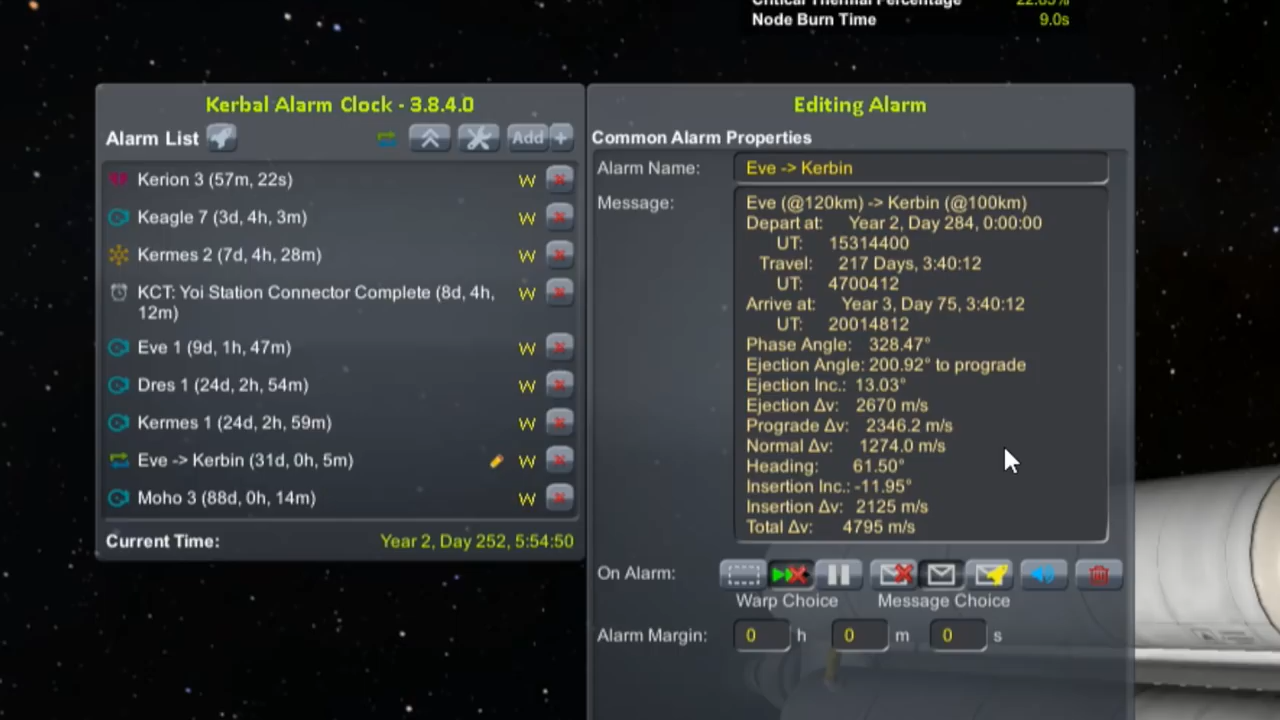 Critical Thermal Percentage 22.85%
Node Burn Time 9.0s
Kerbal Alarm Clock - 3.8.4.0
Alarm List Add +
Kerion 3 (57m, 22s) W
Keagle 7 (3d, 4h, 3m) W
Kermes 2 (7d, 4h, 28m) W
KCT: Yoi Station Connector Complete (8d, 4h, W
12m)
Eve 1 (9d, 1h, 47m) W
Dres 1 (24d, 2h, 54m) W
Kermes 1 (24d, 2h, 59m) W
Eve -> Kerbin (31d, 0h, 5m) W
Moho 3 (88d, 0h, 14m) W
Current Time: Year 2, Day 252, 5:54:50
Editing Alarm
Common Alarm Properties
Alarm Name: Eve -> Kerbin
Message:
Eve (@120km) -> Kerbin (@100km)
Depart at: Year 2, Day 284, 0:00:00
UT: 15314400
Travel: 217 Days, 3:40:12
UT: 4700412
Arrive at: Year 3, Day 75, 3:40:12
UT: 20014812
Phase Angle: 328.47°
Ejection Angle: 200.92° to prograde
Ejection Inc.: 13.03°
Ejection Δv: 2670 m/s
Prograde Δv: 2346.2 m/s
Normal Δv: 1274.0 m/s
Heading: 61.50°
Insertion Inc.: -11.95°
Insertion Δv: 2125 m/s
Total Δv: 4795 m/s
On Alarm:
Warp Choice Message Choice
Alarm Margin: 0 h 0 m 0 s